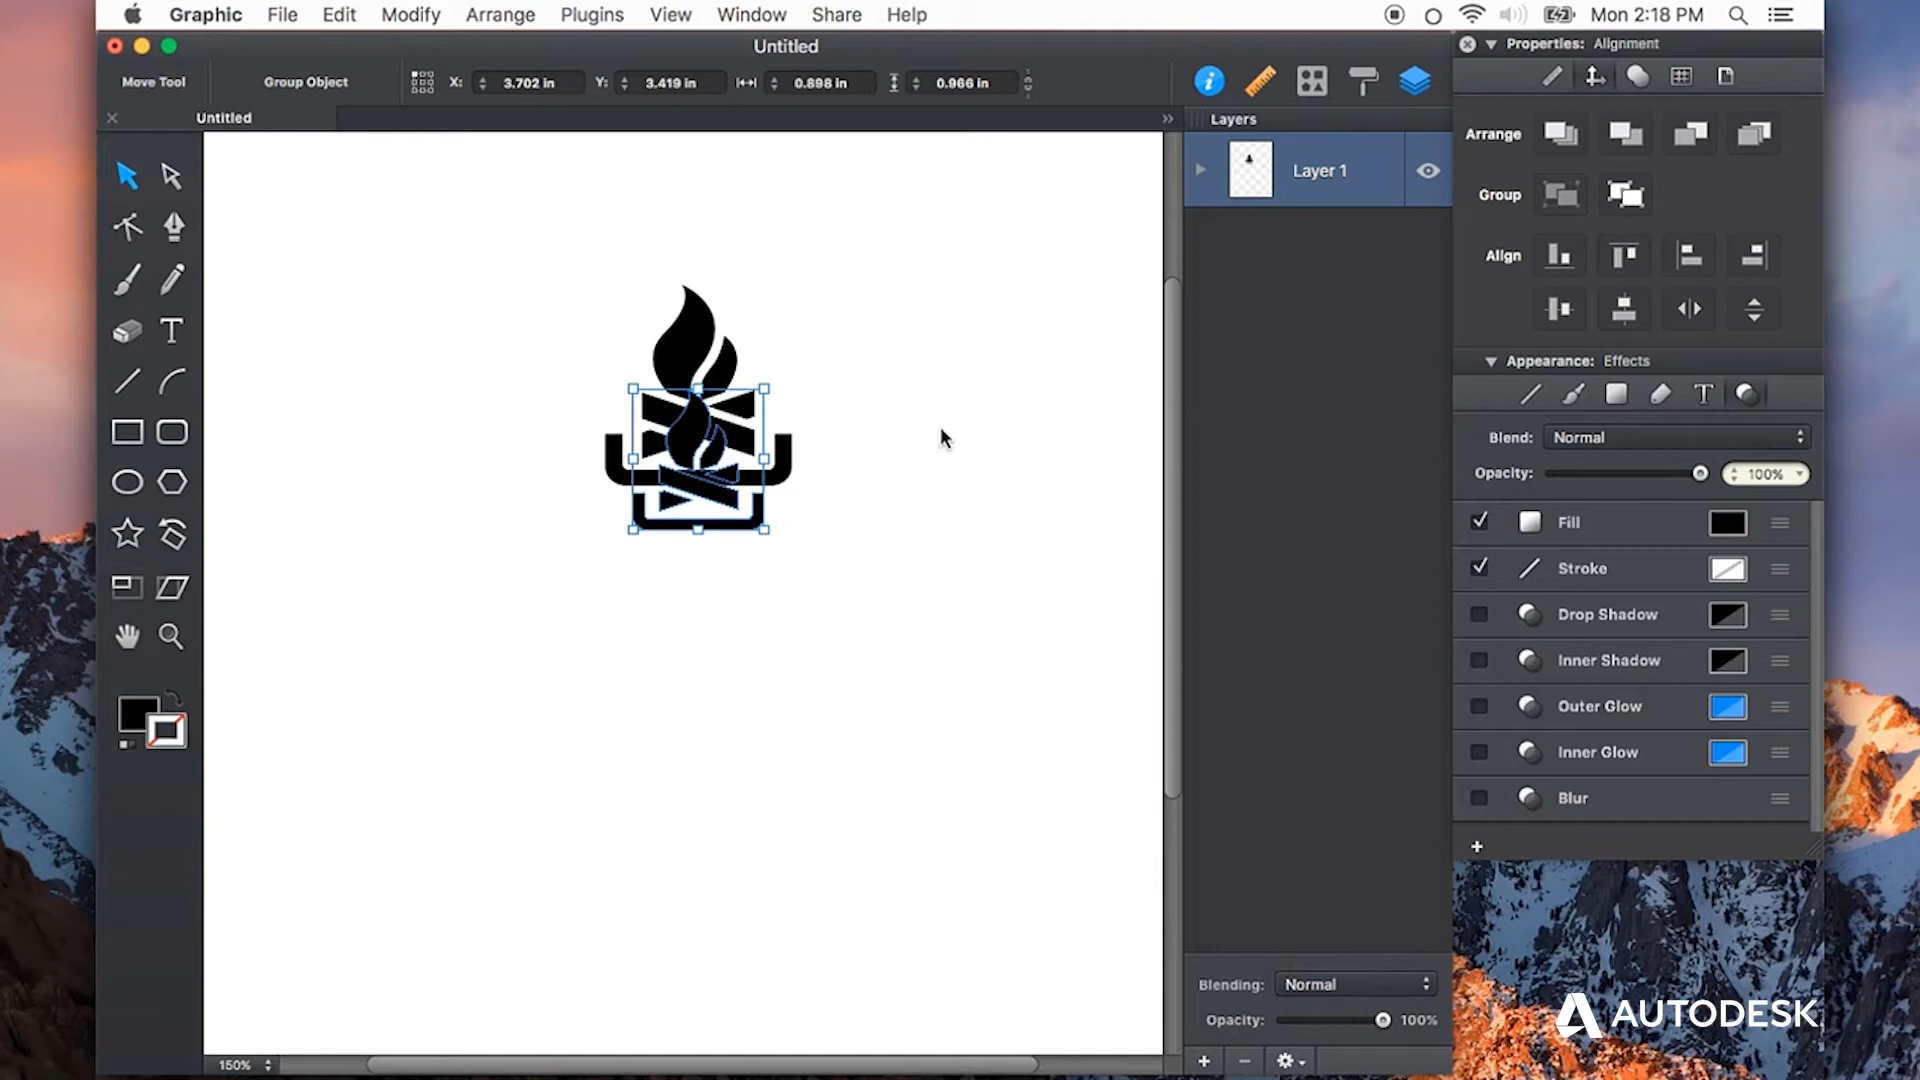 Graphic File Edit Modify Arrange Plugins View Window Share Help Mon 2:18 PM
Untitled
Properties: Alignment
Move Tool Group Object X: 3.702 in Y: 3.419 in 0.898 in 0.966 in
Untitled
Layers
Layer 1
Arrange
Group
Align
Appearance: Effects
T
Blend: Normal
Opacity: 100%
Fill
Stroke
Drop Shadow
Inner Shadow
Outer Glow
Inner Glow
Blur
Blending: Normal
Opacity: 100%
AUTODESK
150%